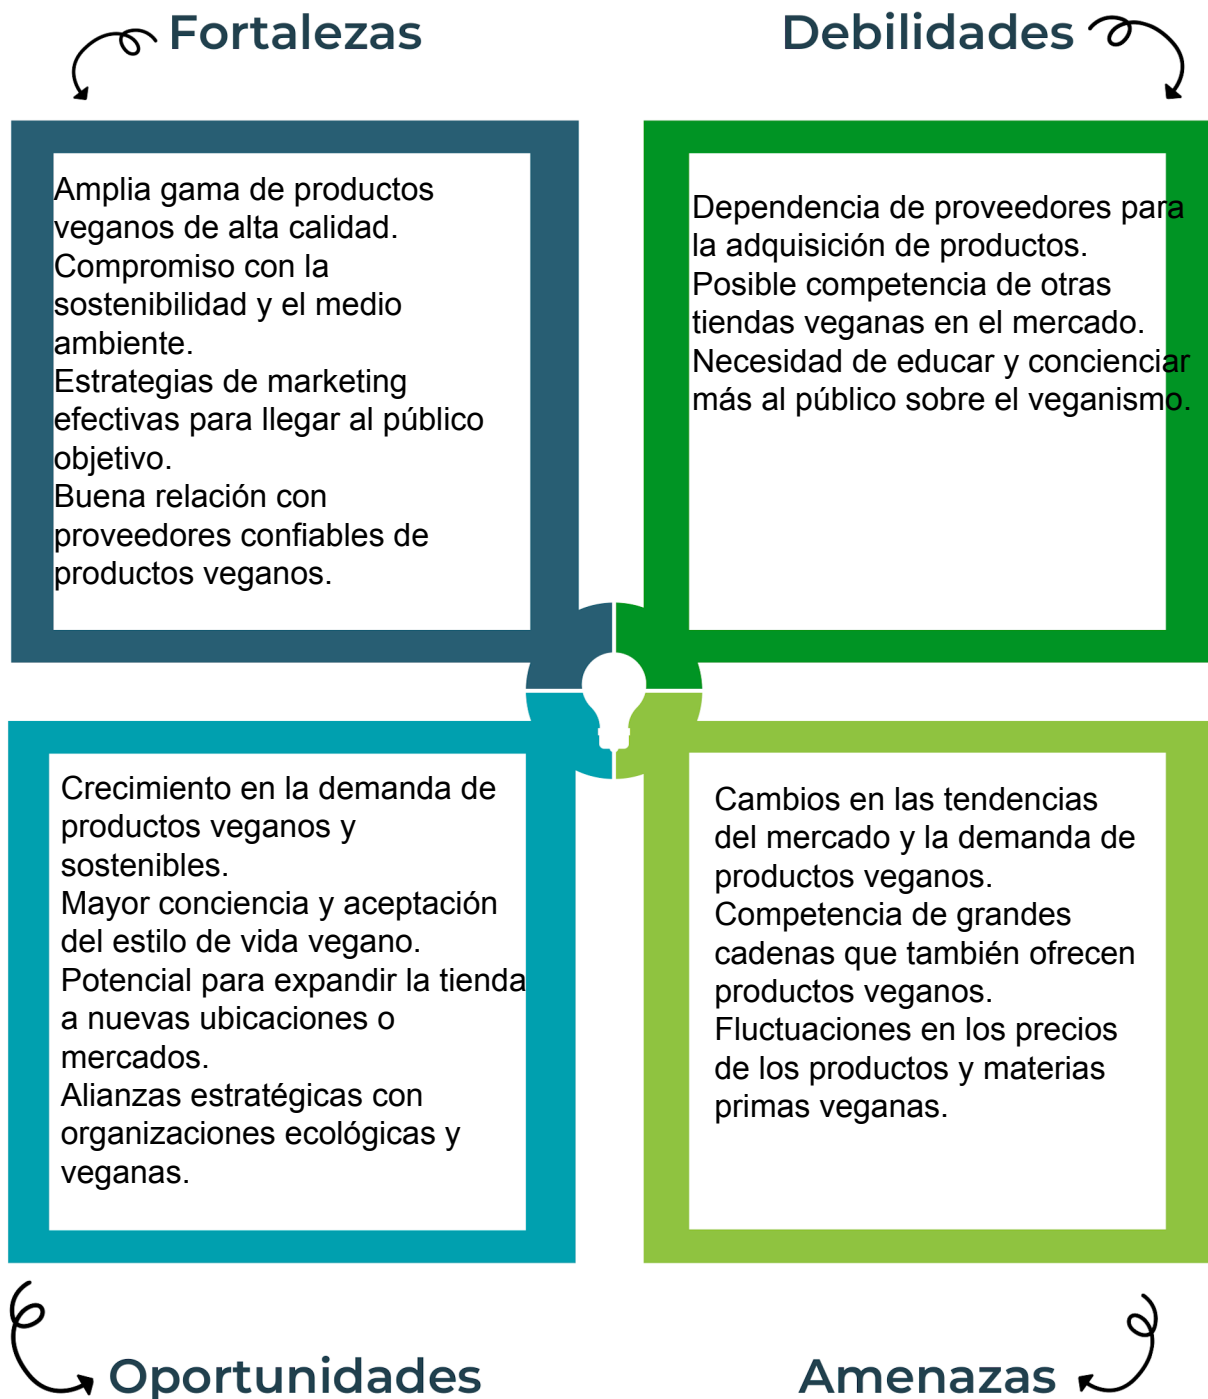 Fortalezas
Amplia gama de productos
veganos de alta calidad.
Compromiso con la
sostenibilidad y el medio
ambiente.
Estrategias de marketing
efectivas para llegar al público
objetivo.
Buena relación con
proveedores confiables de
productos veganos.
Debilidades
Dependencia de proveedores para
la adquisición de productos.
Posible competencia de otras
tiendas veganas en el mercado.
Necesidad de educar y concienciar
más al público sobre el veganismo.
Crecimiento en la demanda de
productos veganos y
sostenibles.
Mayor conciencia y aceptación
del estilo de vida vegano.
Potencial para expandir la tienda
a nuevas ubicaciones o
mercados.
Alianzas estratégicas con
organizaciones ecológicas y
veganas.
Oportunidades
Cambios en las tendencias
del mercado y la demanda de
productos veganos.
Competencia de grandes
cadenas que también ofrecen
productos veganos.
Fluctuaciones en los precios
de los productos y materias
primas veganas.
Amenazas